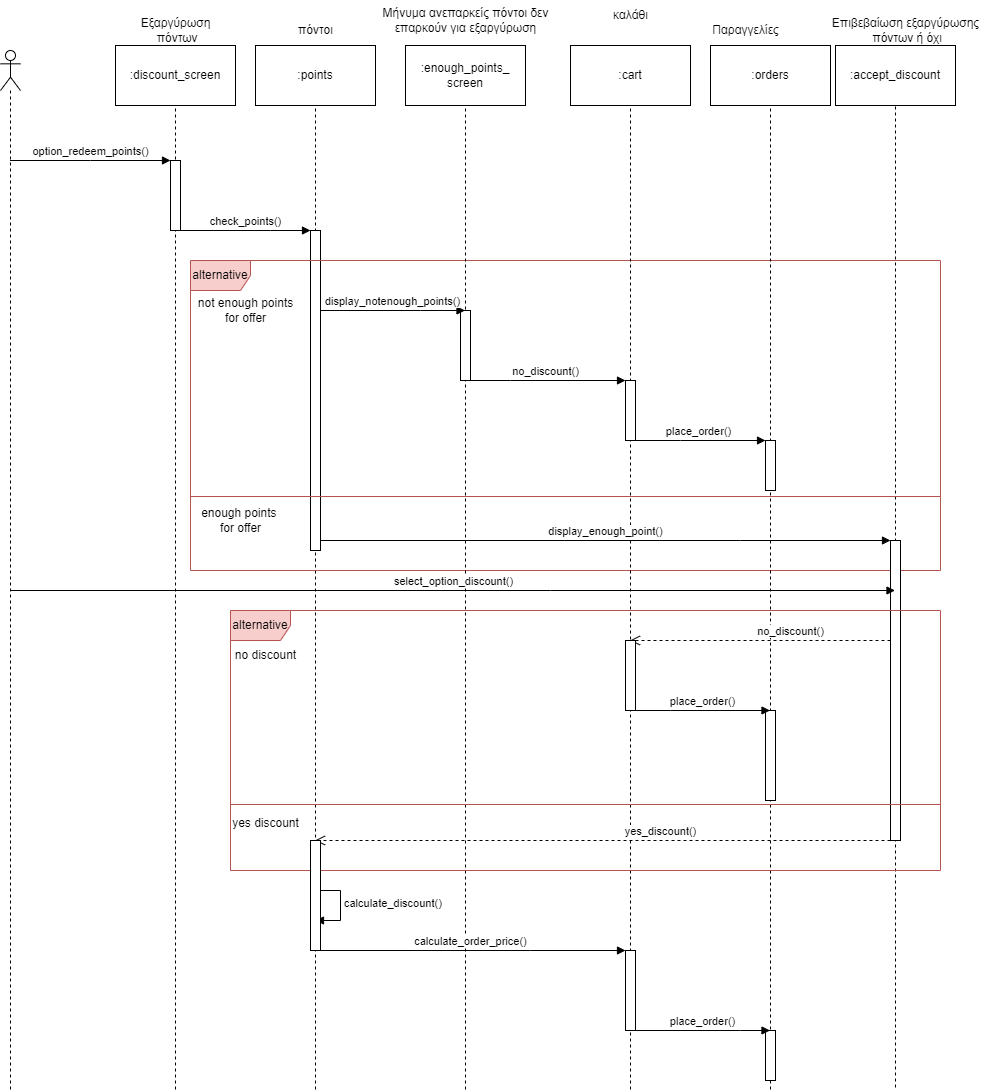 Εξαργύρωση
πόντων
πόντοι
Μήνυμα ανεπαρκείς πόντοι δεν
επαρκούν για εξαργύρωση
καλάθι
Παραγγελίες
Επιβεβαίωση εξαργύρωσης
πόντων ή όχι
:discount_screen
:points
:enough_points_
screen
:cart
:orders
:accept_discount
option_redeem_points()
check_points()
alternative
not enough points
for offer
display_notenough_points()
no_discount()
place_order()
enough points
for offer
display_enough_point()
select_option_discount()
alternative
no_discount()
no discount
place_order()
yes discount
yes_discount()
calculate_discount()
calculate_order_price()
place_order()